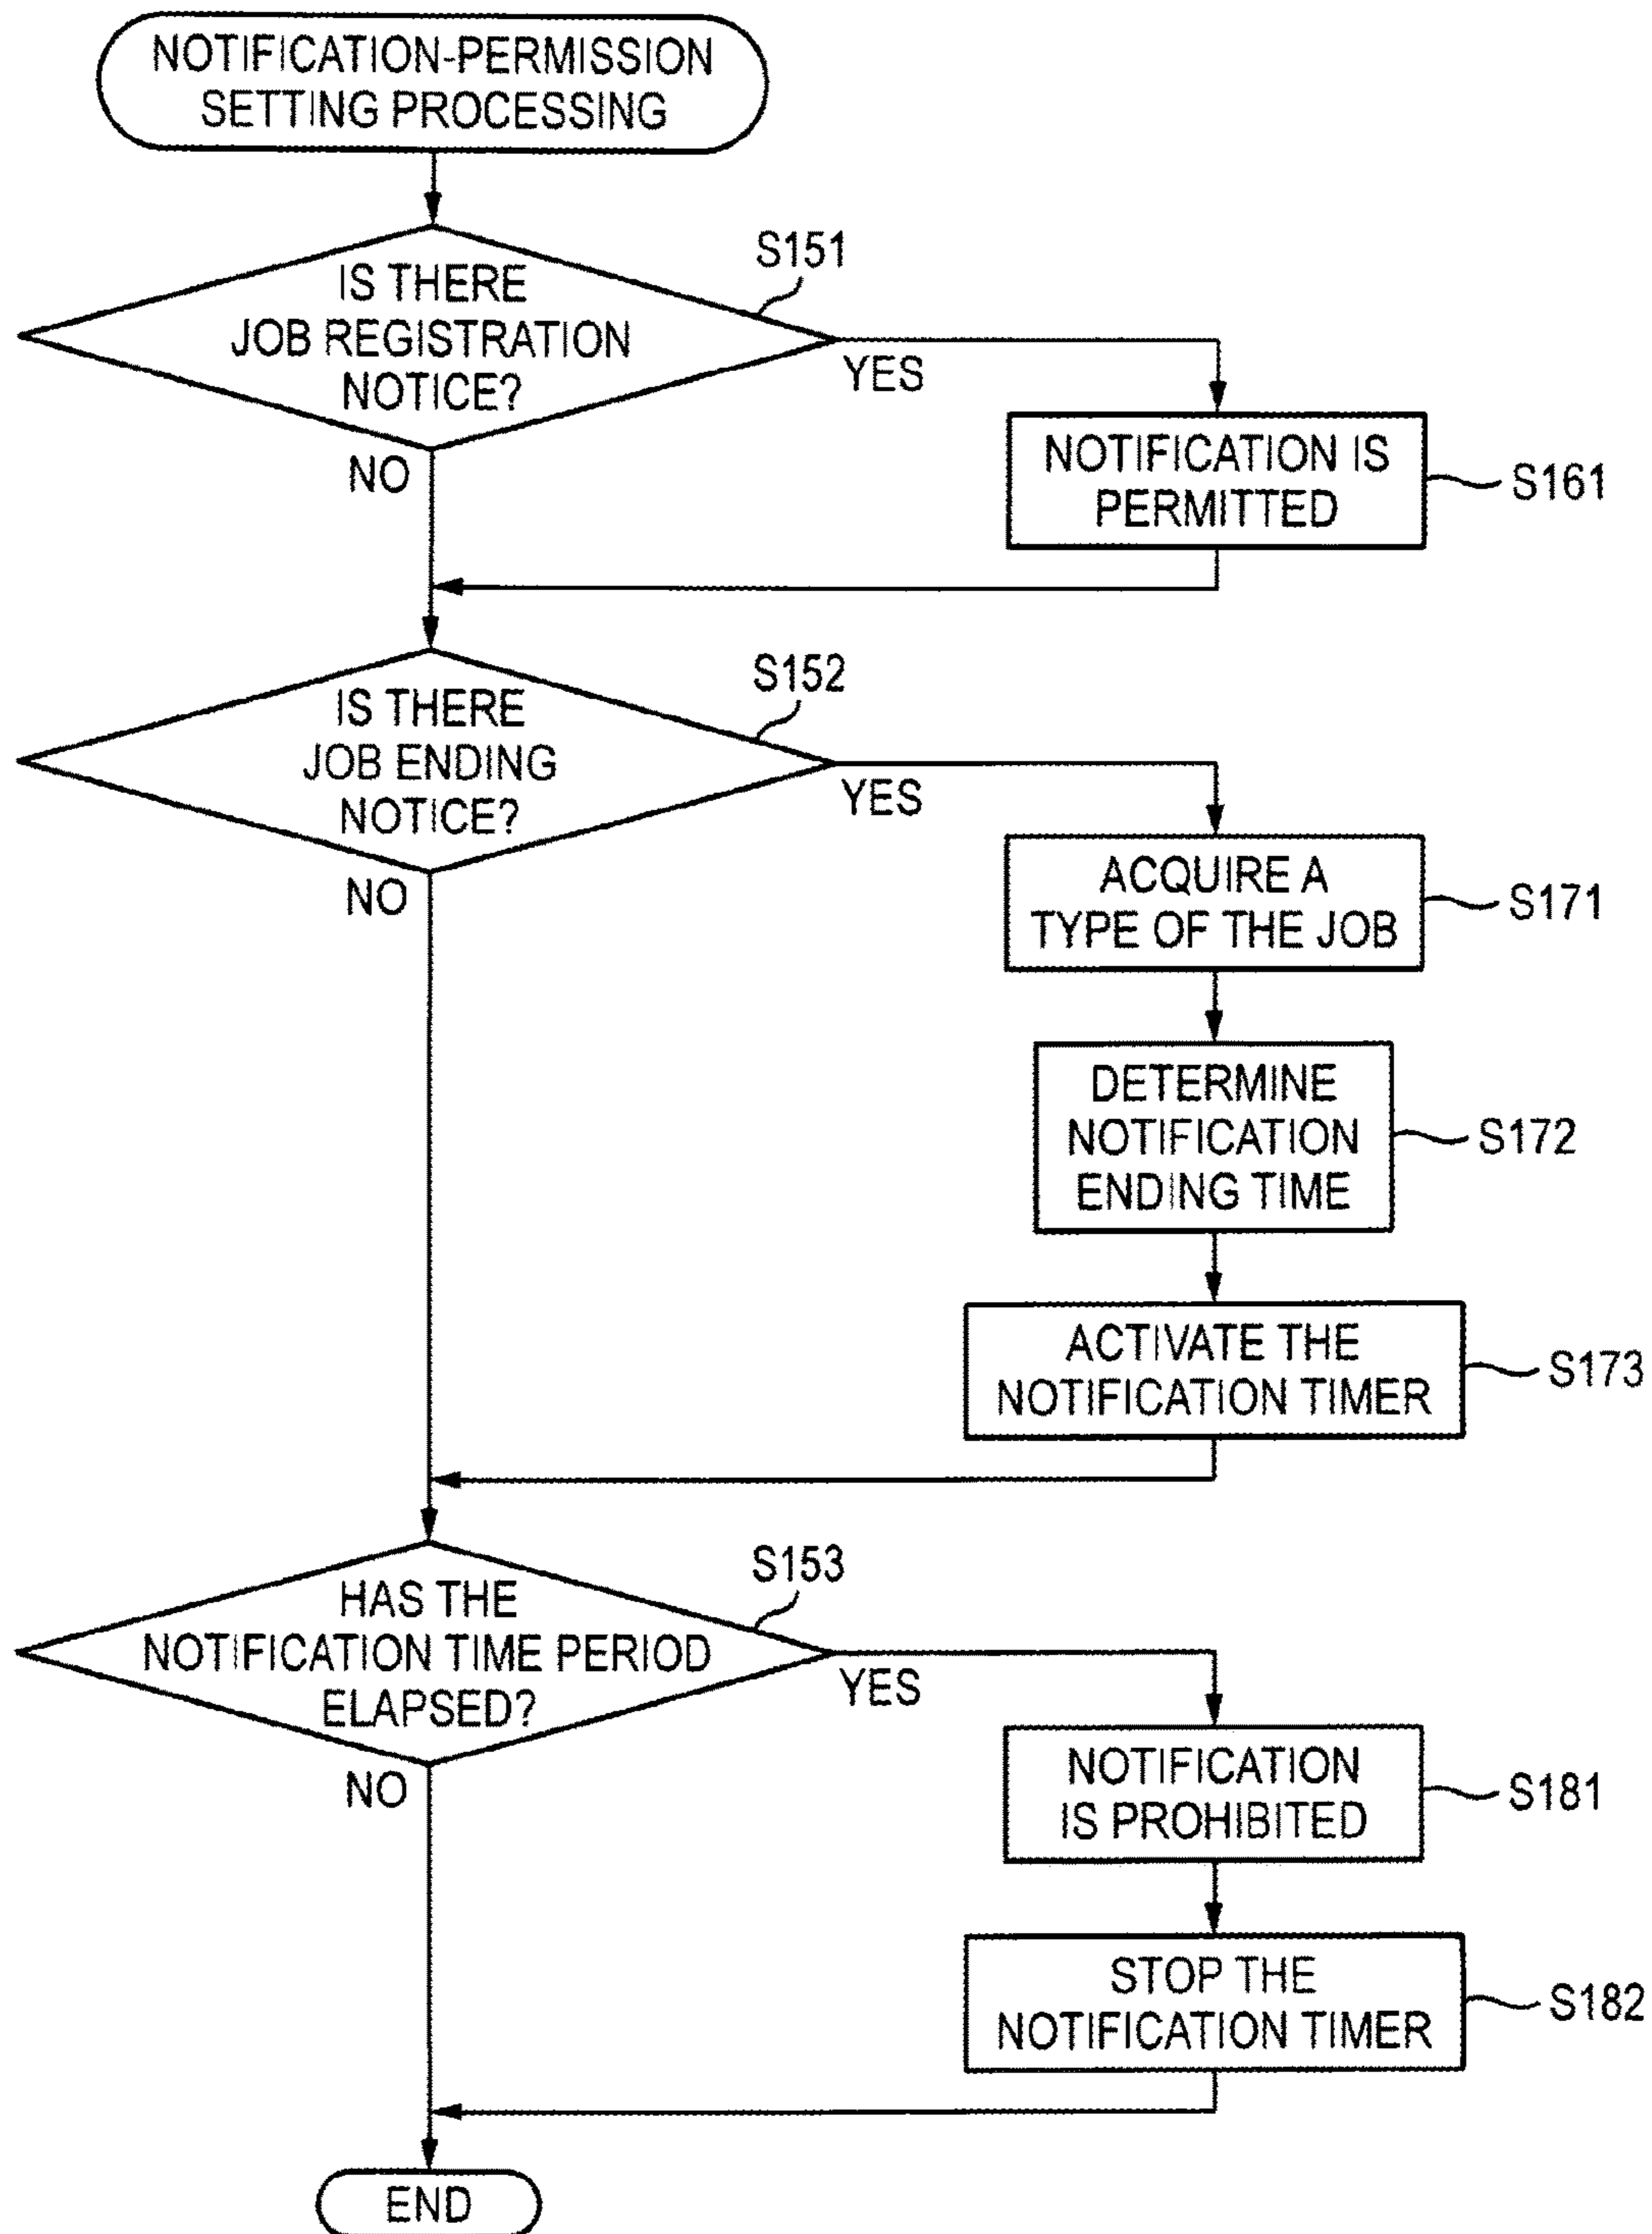 NOTIFICATION-PERMISSION
SETTING PROCESSING
S151
IS THERE
JOB REGISTRATION
NOTICE?
YES
NO
NOTIFICATION IS
PERMITTED
S161
S152
IS THERE
JOB ENDING
NOTICE?
YES
NO
ACQUIRE A
TYPE OF THE JOB
S171
DETERMINE
NOTIFICATION
ENDING TIME
S172
ACTIVATE THE
NOTIFICATION TIMER
S173
S153
HAS THE
NOTIFICATION TIME PERIOD
ELAPSED?
YES
NO
NOTIFICATION
IS PROHIBITED
S181
STOP THE
NOTIFICATION TIMER
S182
END